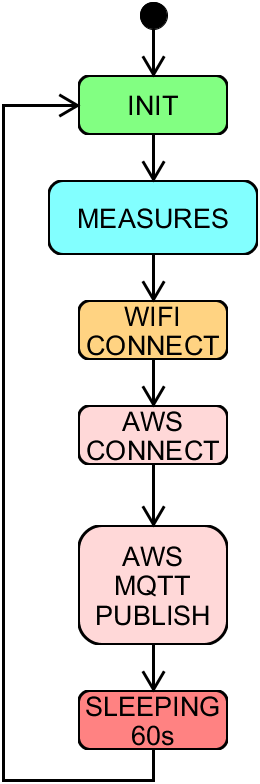 INIT
MEASURES
WIFI
CONNECT
AWS
CONNECT
AWS
MQTT
PUBLISH
SLEEPING
60s